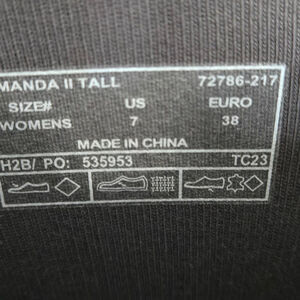 MANDA II TALL 72786-217
SIZE# US EURO
WOMENS 7 38
MADE IN CHINA
H2B/ PO: 535953 TC23